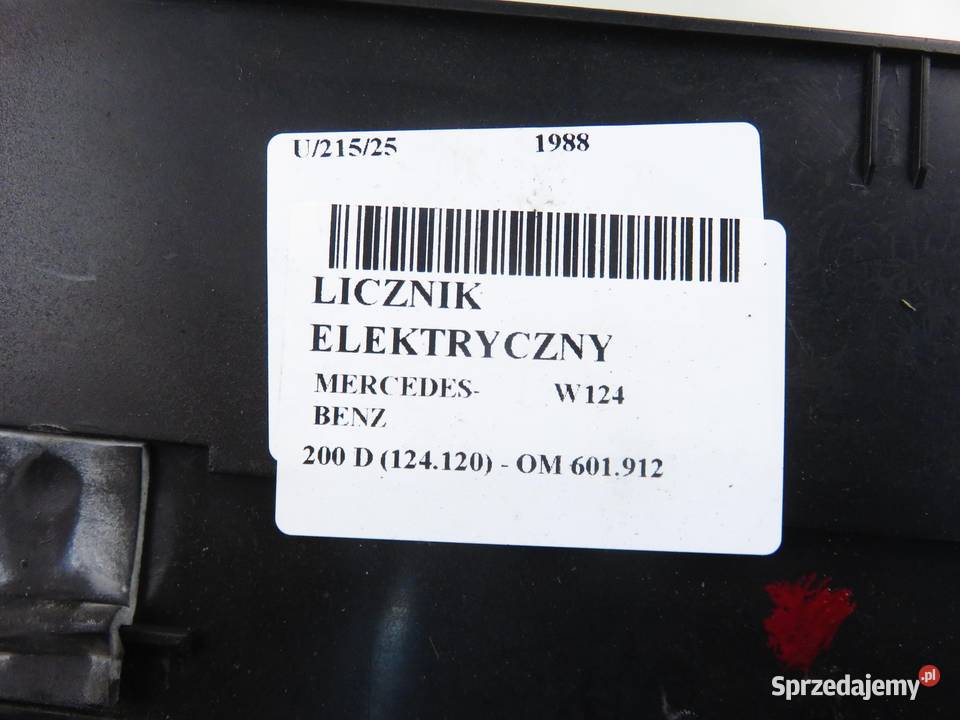 U/215/25 1988
LICZNIK
ELEKTRYCZNY
MERCEDES- W124
BENZ
200 D (124.120) - OM 601.912
Sprzedajemy.pl